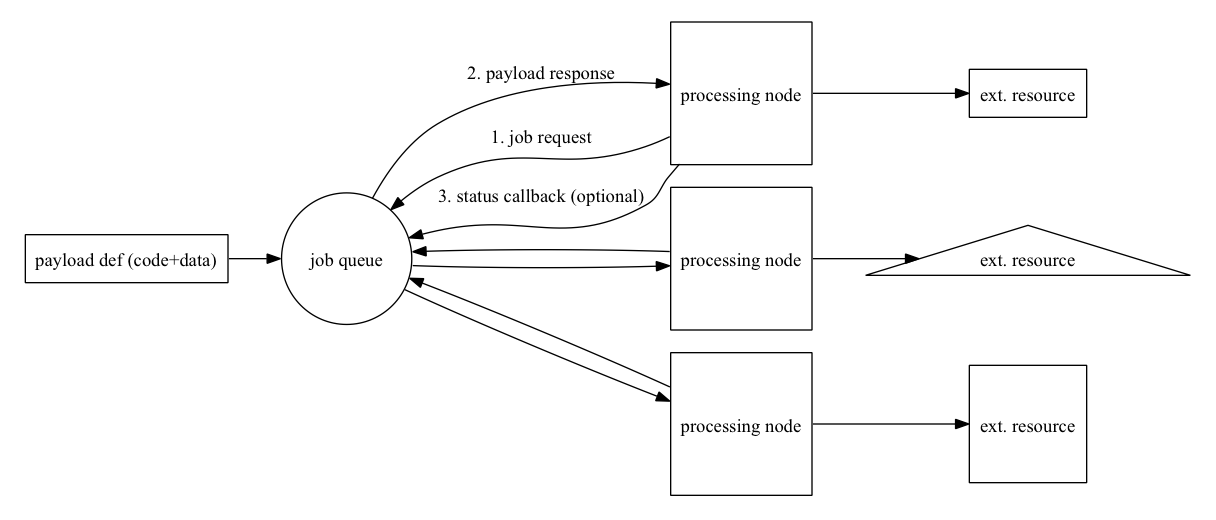 2. payload response
processing node
ext. resource
1. job request
3. status callback (optional)
payload def (code+data)
job queue
processing node
ext. resource
processing node
ext. resource